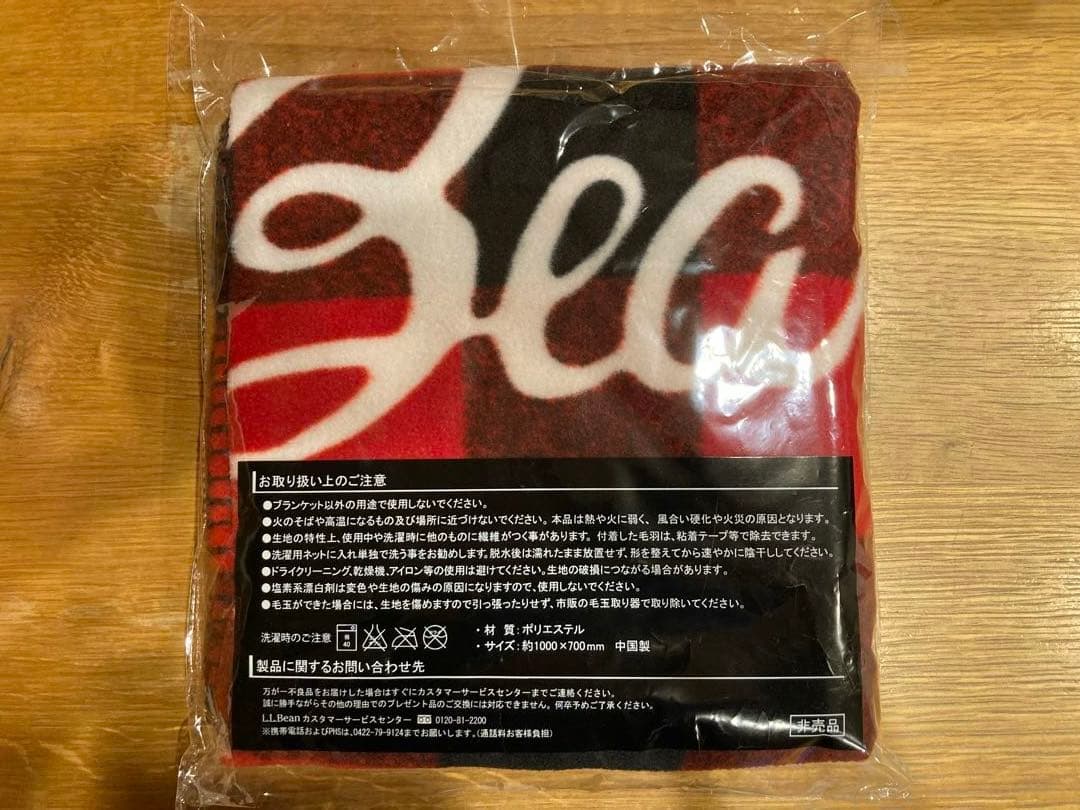 Bea
お取り扱い上のご注意
●ブランケット以外の用途で使用しないでください。
●火のそばや高温になるもの及び場所に近づけないでください。本品は熱や火に弱く、風合い硬化や火災の原因となります。
●生地の特性上、使用中や洗濯時に他のものに繊維がつく事があります。付着した毛羽は、粘着テープ等で除去できます。
●洗濯用ネットに入れ単独で洗う事をお勧めします。脱水後は濡れたまま放置せず、形を整えてから速やかに陰干ししてください。
●ドライクリーニング、乾燥機、アイロン等の使用は避けてください。生地の破損につながる場合があります。
●塩素系漂白剤は変色や生地の傷みの原因になりますので、使用しないでください。
●毛玉ができた場合には、生地を傷めますので引っ張ったりせず、市販の毛玉取り器で取り除いてください。
洗濯時のご注意 弱 40
・材 質：ポリエステル
・サイズ：約1000×700mm 中国製
製品に関するお問い合わせ先
万が一不良品をお届けした場合はすぐにカスタマーサービスセンターまでご連絡ください。
誠に勝手ながらその他の理由でのプレゼント品のご交換には対応できません。何卒予めご了承ください。
L.L.Bean カスタマーサービスセンター 0120-81-2200
※携帯電話およびPHSは、0422-79-9124までお願いします。（通話料お客様負担）
非売品